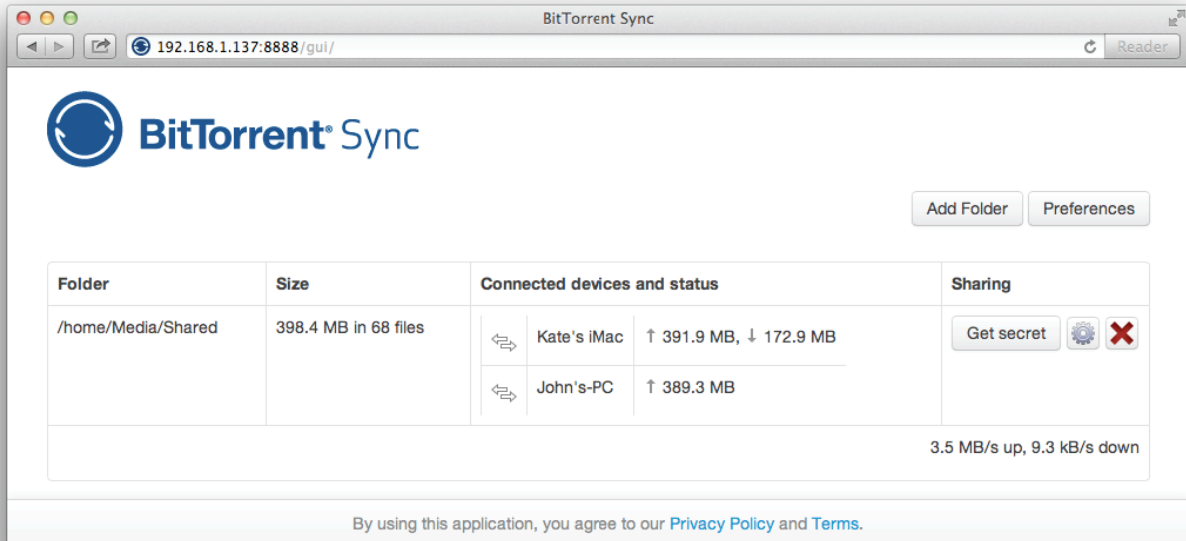 BitTorrent Sync
192.168.1.137:8888/gui/
Reader
BitTorrent® Sync
Add Folder Preferences
Folder Size Connected devices and status Sharing
/home/Media/Shared 398.4 MB in 68 files Kate's iMac ↑ 391.9 MB, ↓ 172.9 MB Get secret
John's-PC ↑ 389.3 MB
3.5 MB/s up, 9.3 kB/s down
By using this application, you agree to our Privacy Policy and Terms.